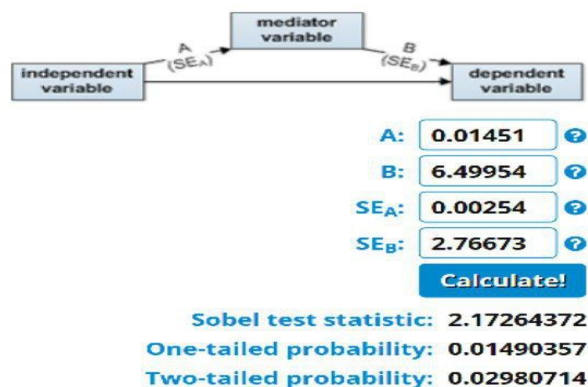 mediator
variable
A
(SEA)
B
(SEB)
independent
variable
dependent
variable
A: 0.01451 ?
B: 6.49954 ?
SEA: 0.00254 ?
SEB: 2.76673 ?
Calculate!
Sobel test statistic: 2.17264372
One-tailed probability: 0.01490357
Two-tailed probability: 0.02980714